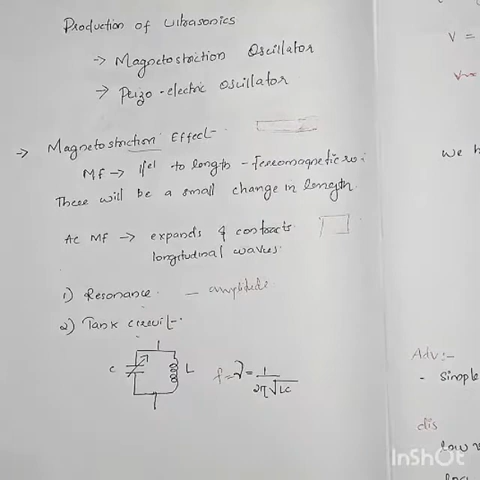 Production of Ultrasonics
→ Magnetostriction Oscillator
→ Peizo-electric Oscillator
→ Magnetostriction Effect-
Mf → ||el to length - ferromagnetic ro
There will be a small change in length.
AC Mf → expands & contracts
longitudinal waves.
1) Resonance - amplitude
2) Tank circuit-
C L f = ν = 1/2π√LC
V =
We h
Adv:-
- Simple
dis
low
InShOt